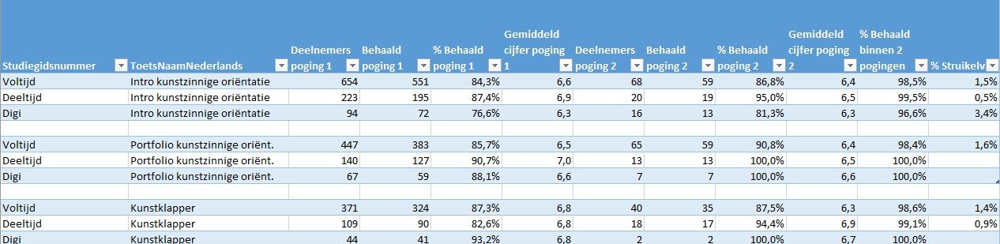 Studiegidsnummer ToetsNaamNederlands Deelnemers poging 1 Behaald poging 1 % Behaald poging 1 Gemiddeld cijfer poging 1 Deelnemers poging 2 Behaald poging 2 % Behaald poging 2 Gemiddeld cijfer poging 2 % Behaald binnen 2 pogingen % Struikelv
Voltijd Intro kunstzinnige oriëntatie 654 551 84,3% 6,6 68 59 86,8% 6,4 98,5% 1,5%
Deeltijd Intro kunstzinnige oriëntatie 223 195 87,4% 6,9 20 19 95,0% 6,5 99,5% 0,5%
Digi Intro kunstzinnige oriëntatie 94 72 76,6% 6,3 16 13 81,3% 6,3 96,6% 3,4%
Voltijd Portfolio kunstzinnige oriënt. 447 383 85,7% 6,5 65 59 90,8% 6,4 98,4% 1,6%
Deeltijd Portfolio kunstzinnige oriënt. 140 127 90,7% 7,0 13 13 100,0% 6,5 100,0%
Digi Portfolio kunstzinnige oriënt. 67 59 88,1% 6,6 7 7 100,0% 6,6 100,0%
Voltijd Kunstklapper 371 324 87,3% 6,8 40 35 87,5% 6,3 98,6% 1,4%
Deeltijd Kunstklapper 109 90 82,6% 6,8 18 17 94,4% 6,9 99,1% 0,9%
Digi Kunstklapper 44 41 93,2% 6,8 2 2 100,0% 6,7 100,0%